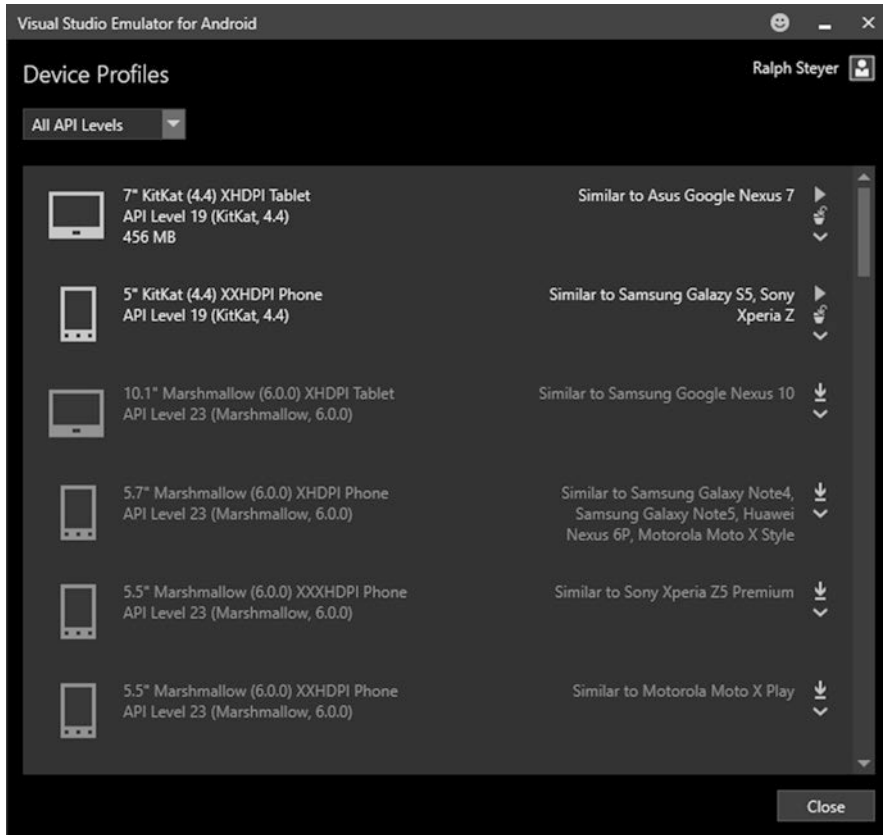 Visual Studio Emulator for Android
Device Profiles
Ralph Steyer
All API Levels
7" KitKat (4.4) XHDPI Tablet
API Level 19 (KitKat, 4.4)
456 MB
Similar to Asus Google Nexus 7
5" KitKat (4.4) XXHDPI Phone
API Level 19 (KitKat, 4.4)
Similar to Samsung Galazy S5, Sony
Xperia Z
10.1" Marshmallow (6.0.0) XHDPI Tablet
API Level 23 (Marshmallow, 6.0.0)
Similar to Samsung Google Nexus 10
5.7" Marshmallow (6.0.0) XHDPI Phone
API Level 23 (Marshmallow, 6.0.0)
Similar to Samsung Galaxy Note4,
Samsung Galaxy Note5, Huawei
Nexus 6P, Motorola Moto X Style
5.5" Marshmallow (6.0.0) XXXHDPI Phone
API Level 23 (Marshmallow, 6.0.0)
Similar to Sony Xperia Z5 Premium
5.5" Marshmallow (6.0.0) XXHDPI Phone
API Level 23 (Marshmallow, 6.0.0)
Similar to Motorola Moto X Play
Close